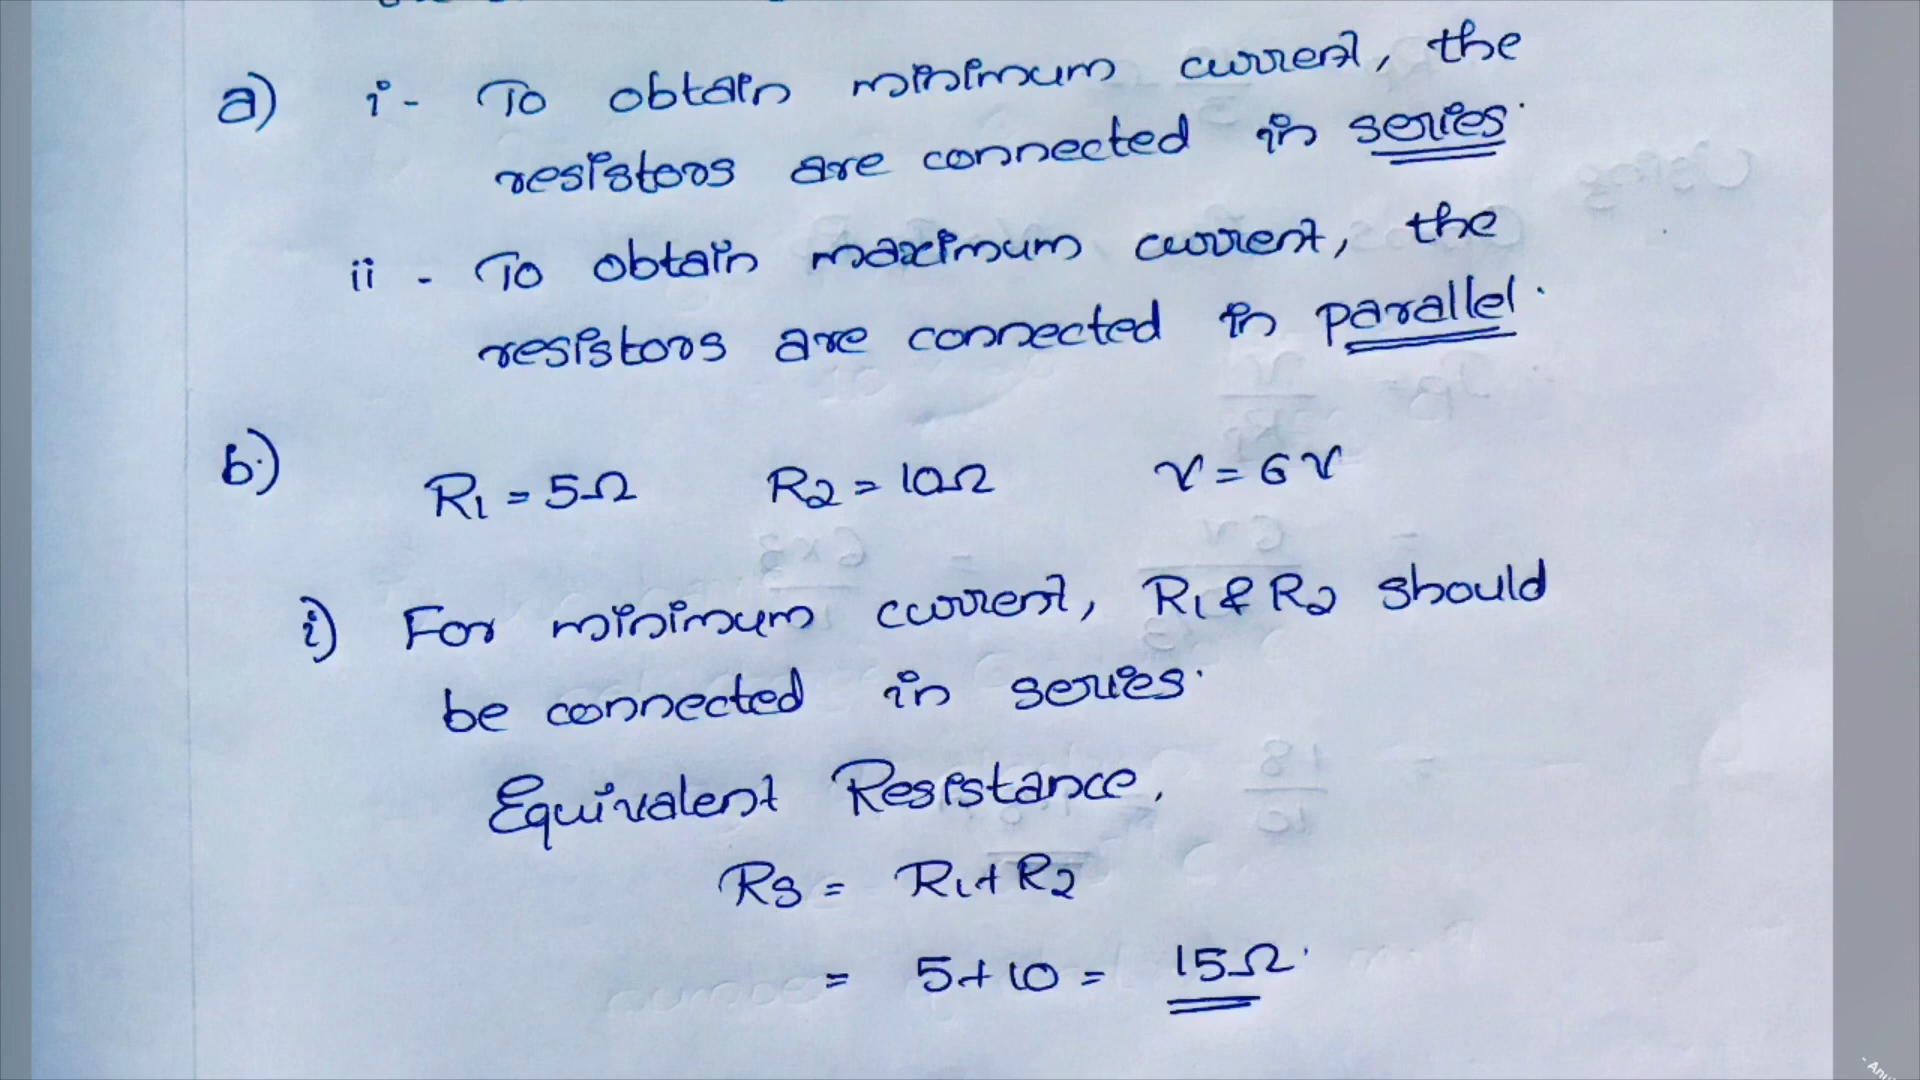 a) i - To obtain minimum current, the
resistors are connected in series.
ii - To obtain maximum current, the
resistors are connected in parallel.
b) R1 = 5Ω R2 = 10Ω V = 6V
i) For minimum current, R1 & R2 should
be connected in series.
Equivalent Resistance,
RS = R1 + R2
= 5 + 10 = 15Ω.